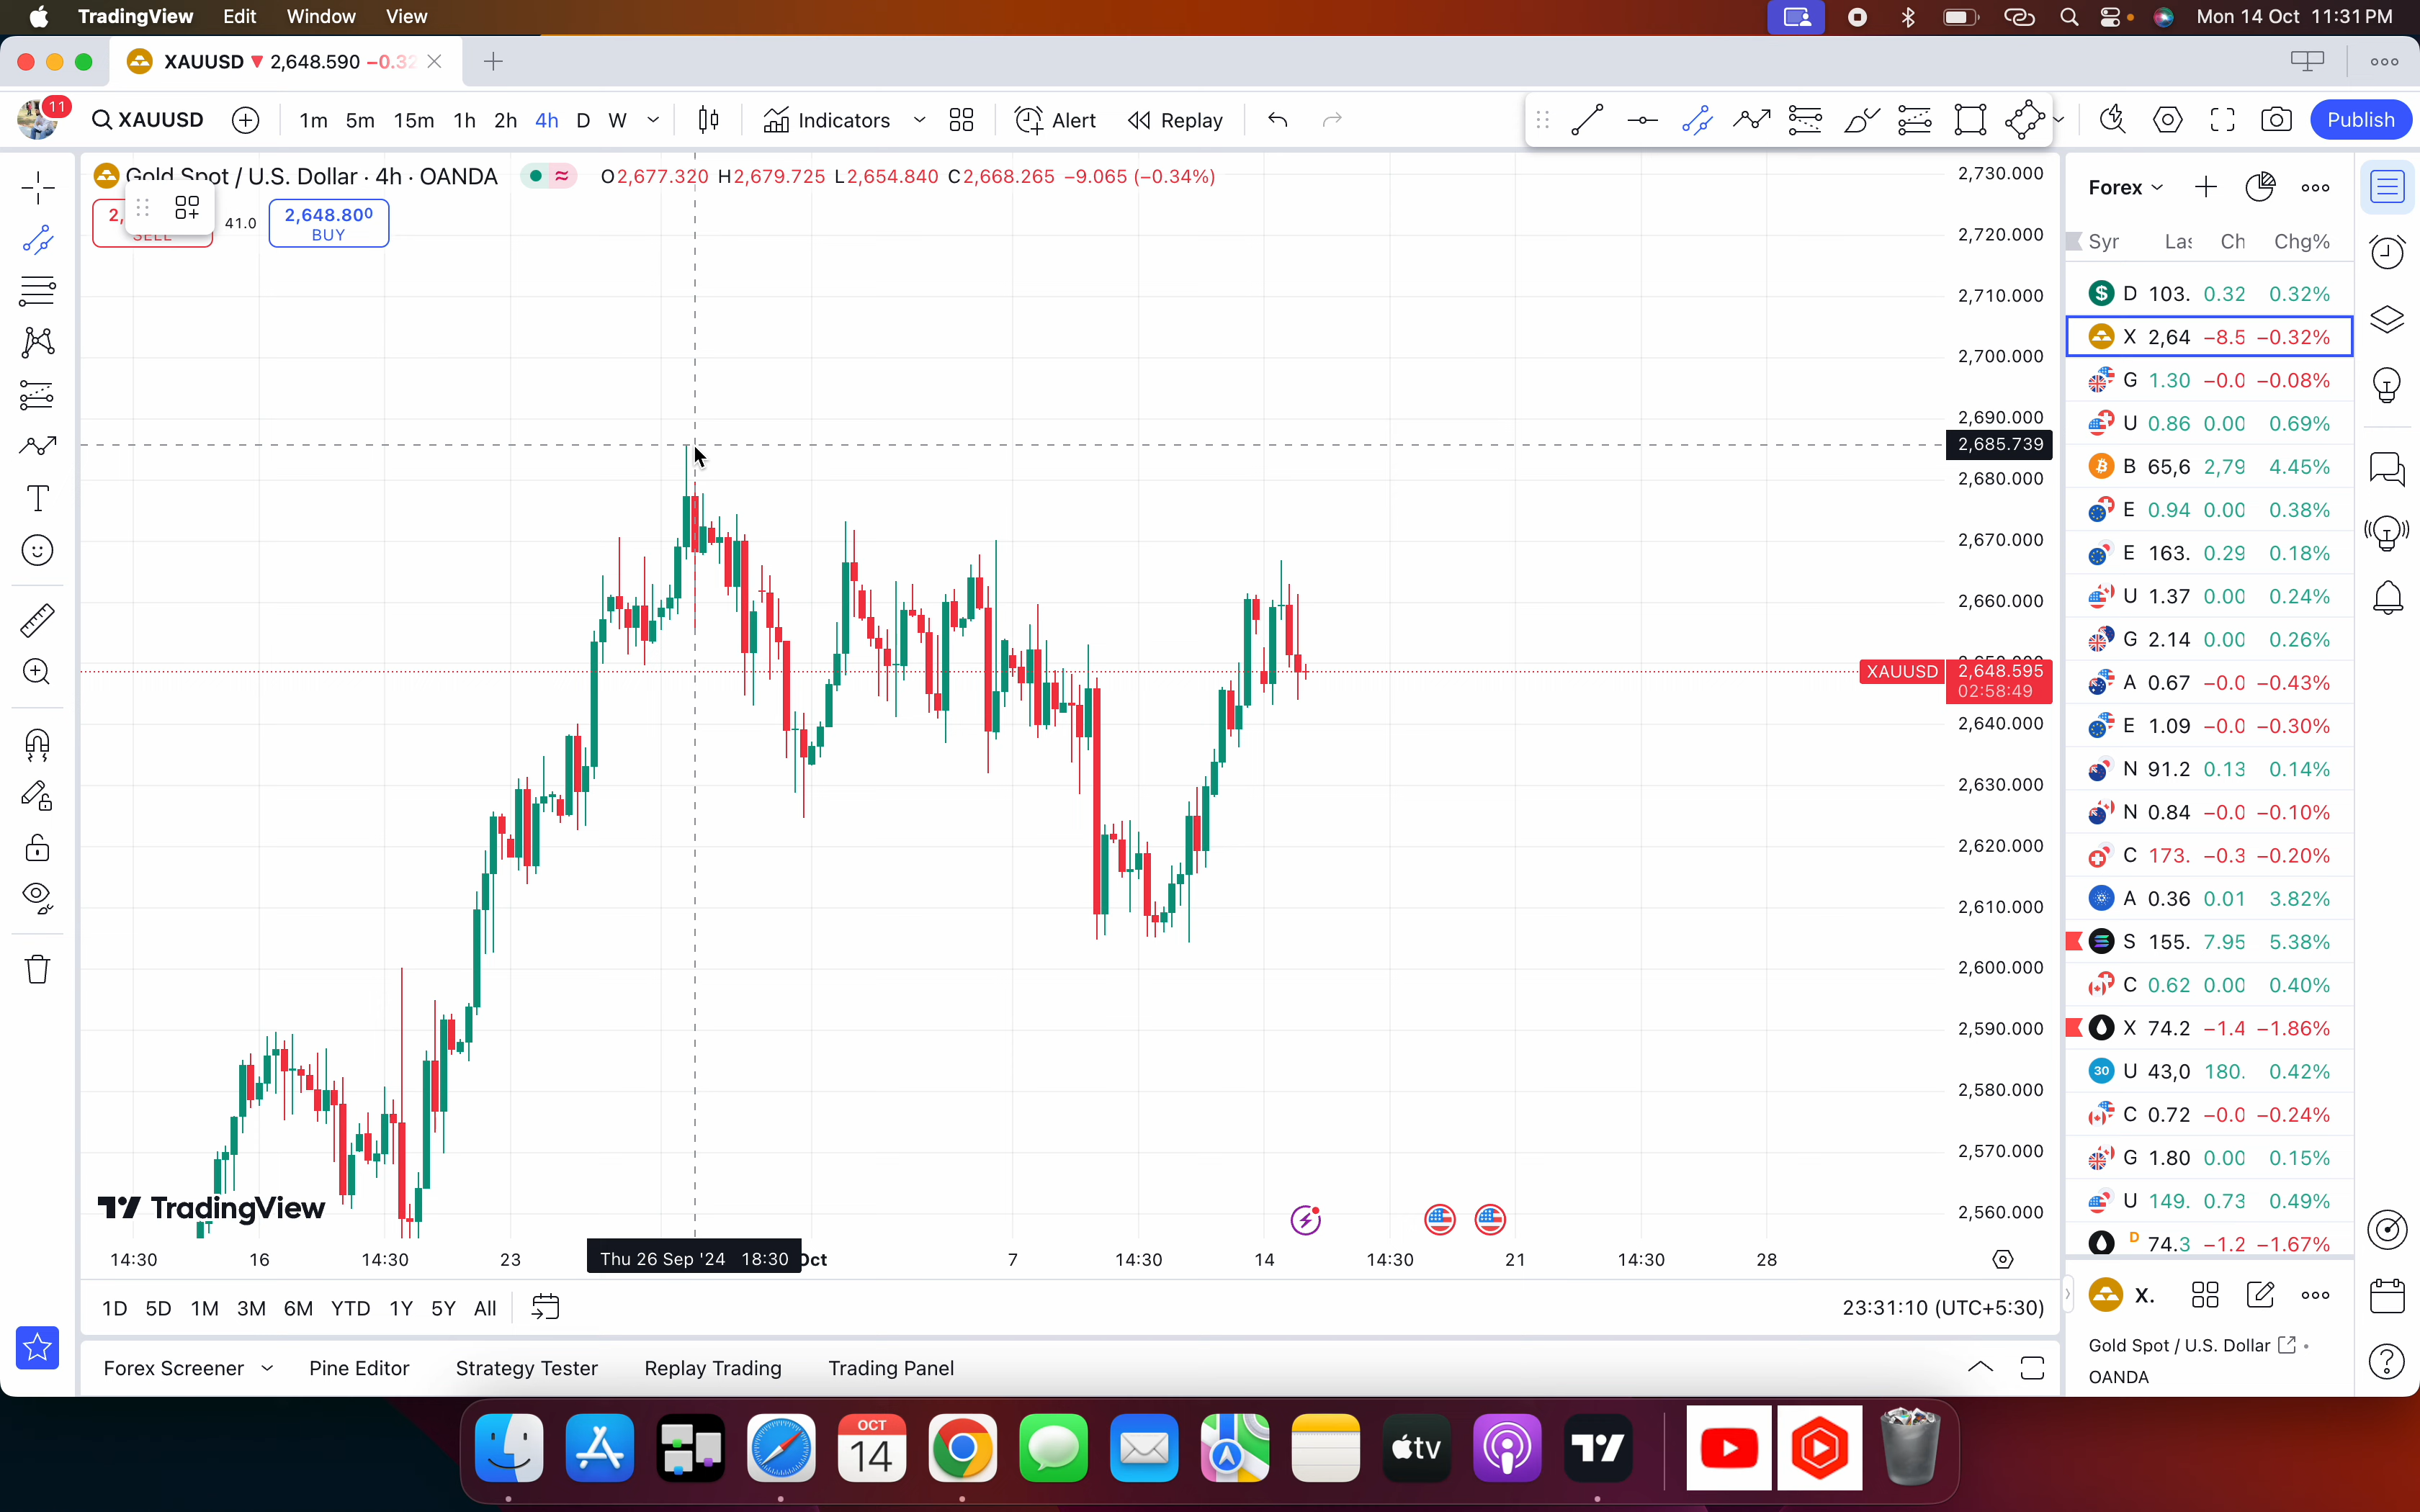 TradingView Edit Window View Mon 14 Oct 11:31 PM
XAUUSD ▼ 2,648.590 −0.32
11 XAUUSD 1m 5m 15m 1h 2h 4h D W Indicators Alert Replay Publish
Gold Spot / U.S. Dollar · 4h · OANDA O2,677.320 H2,679.725 L2,654.840 C2,668.265 −9.065 (−0.34%)
2, SELL 41.0 2,648.800 BUY
2,730.000
2,720.000
2,710.000
2,700.000
2,690.000
2,685.739
2,680.000
2,670.000
2,660.000
XAUUSD 2,648.595
02:58:49
2,640.000
2,630.000
2,620.000
2,610.000
2,600.000
2,590.000
2,580.000
2,570.000
2,560.000
TradingView
14:30 16 14:30 23 Thu 26 Sep '24 18:30 Oct 7 14:30 14 14:30 21 14:30 28
1D 5D 1M 3M 6M YTD 1Y 5Y All 23:31:10 (UTC+5:30)
Forex Screener Pine Editor Strategy Tester Replay Trading Trading Panel
Forex
Syr Las Ch Chg%
D 103. 0.32 0.32%
X 2,64 −8.5 −0.32%
G 1.30 −0.0 −0.08%
U 0.86 0.00 0.69%
B 65,6 2,79 4.45%
E 0.94 0.00 0.38%
E 163. 0.29 0.18%
U 1.37 0.00 0.24%
G 2.14 0.00 0.26%
A 0.67 −0.0 −0.43%
E 1.09 −0.0 −0.30%
N 91.2 0.13 0.14%
N 0.84 −0.0 −0.10%
C 173. −0.3 −0.20%
A 0.36 0.01 3.82%
S 155. 7.95 5.38%
C 0.62 0.00 0.40%
X 74.2 −1.4 −1.86%
30 U 43,0 180. 0.42%
C 0.72 −0.0 −0.24%
G 1.80 0.00 0.15%
U 149. 0.73 0.49%
D 74.3 −1.2 −1.67%
X.
Gold Spot / U.S. Dollar
OANDA
OCT
14
tv